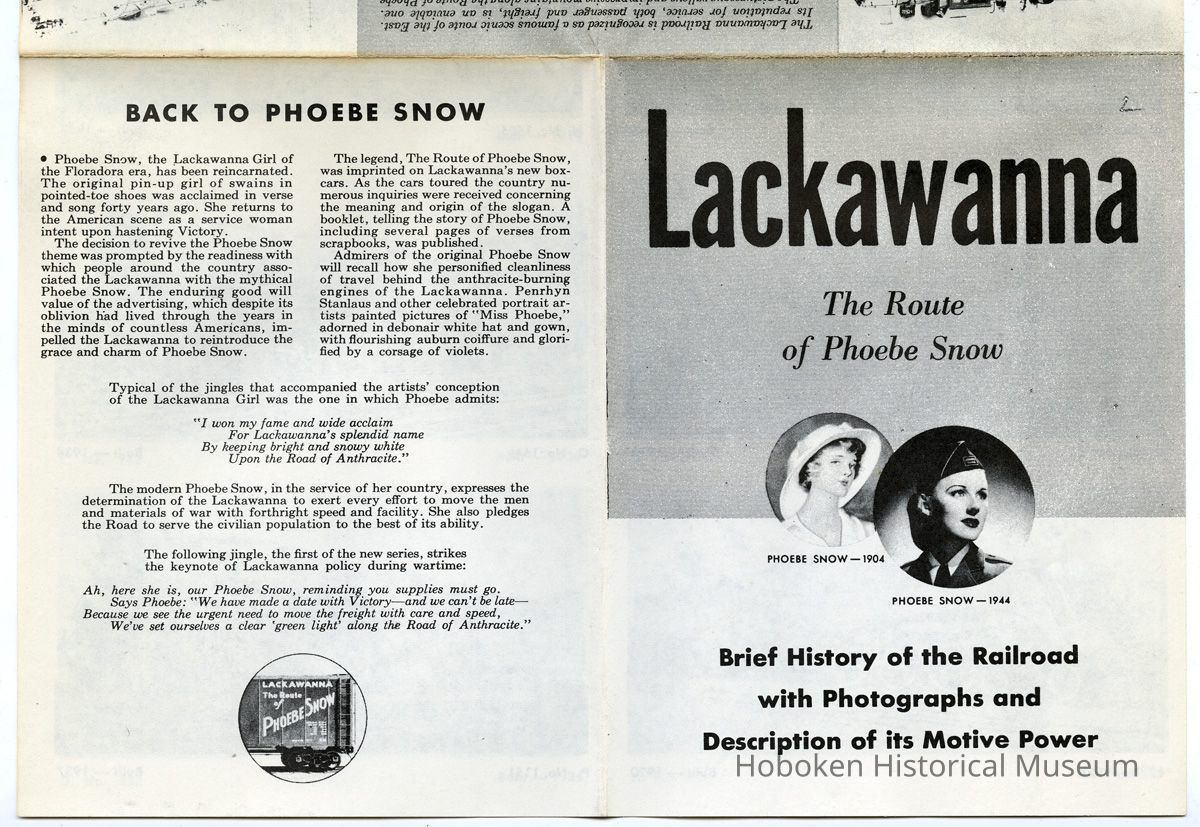 The Lackawanna Railroad is recognized as a famous scenic route of the East.
Its reputation for service, both passenger and freight, is an enviable one.
BACK TO PHOEBE SNOW
• Phoebe Snow, the Lackawanna Girl of
the Floradora era, has been reincarnated.
The original pin-up girl of swains in
pointed-toe shoes was acclaimed in verse
and song forty years ago. She returns to
the American scene as a service woman
intent upon hastening Victory.
The decision to revive the Phoebe Snow
theme was prompted by the readiness with
which people around the country asso-
ciated the Lackawanna with the mythical
Phoebe Snow. The enduring good will
value of the advertising, which despite its
oblivion had lived through the years in
the minds of countless Americans, im-
pelled the Lackawanna to reintroduce the
grace and charm of Phoebe Snow.
The legend, The Route of Phoebe Snow,
was imprinted on Lackawanna's new box-
cars. As the cars toured the country nu-
merous inquiries were received concerning
the meaning and origin of the slogan. A
booklet, telling the story of Phoebe Snow,
including several pages of verses from
scrapbooks, was published.
Admirers of the original Phoebe Snow
will recall how she personified cleanliness
of travel behind the anthracite-burning
engines of the Lackawanna. Penrhyn
Stanlaus and other celebrated portrait ar-
tists painted pictures of "Miss Phoebe,"
adorned in debonair white hat and gown,
with flourishing auburn coiffure and glori-
fied by a corsage of violets.
Typical of the jingles that accompanied the artists' conception
of the Lackawanna Girl was the one in which Phoebe admits:
"I won my fame and wide acclaim
For Lackawanna's splendid name
By keeping bright and snowy white
Upon the Road of Anthracite."
The modern Phoebe Snow, in the service of her country, expresses the
determination of the Lackawanna to exert every effort to move the men
and materials of war with forthright speed and facility. She also pledges
the Road to serve the civilian population to the best of its ability.
The following jingle, the first of the new series, strikes
the keynote of Lackawanna policy during wartime:
Ah, here she is, our Phoebe Snow, reminding you supplies must go.
Says Phoebe: "We have made a date with Victory—and we can't be late—
Because we see the urgent need to move the freight with care and speed,
We've set ourselves a clear 'green light' along the Road of Anthracite."
LACKAWANNA
The Route
of
PHOEBE SNOW
Lackawanna
The Route
of Phoebe Snow
PHOEBE SNOW—1904
PHOEBE SNOW—1944
Brief History of the Railroad
with Photographs and
Description of its Motive Power
Hoboken Historical Museum